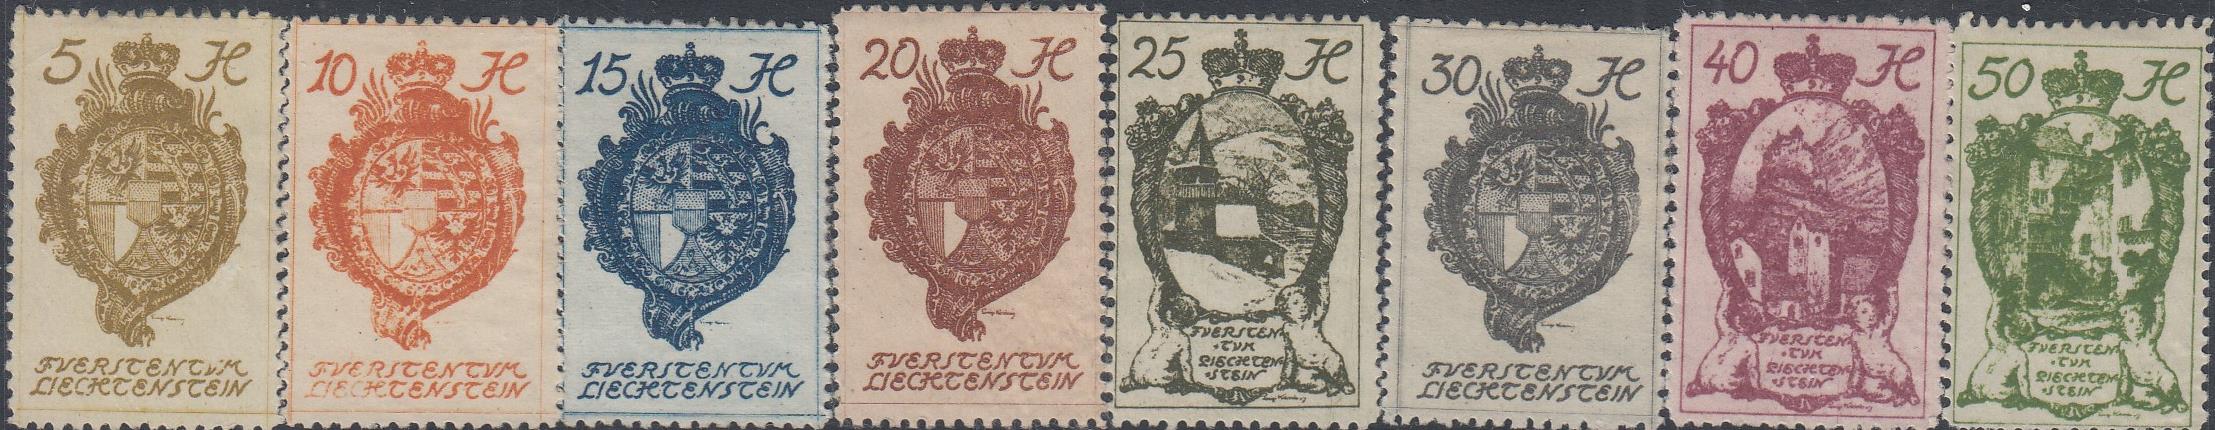 5 H
FVERSTENTVM
LIECHTENSTEIN
10 H
FVERSTENTVM
LIECHTENSTEIN
15 H
FVERSTENTVM
LIECHTENSTEIN
20 H
FVERSTENTVM
LIECHTENSTEIN
25 H
FVERSTEN
·TVM
LIECHTEN
·STEIN
30 H
FVERSTENTVM
LIECHTENSTEIN
40 H
FVERSTEN
·TVM
LIECHTEN
·STEIN
50 H
FVERSTEN
·TVM
LIECHTEN
·STEIN